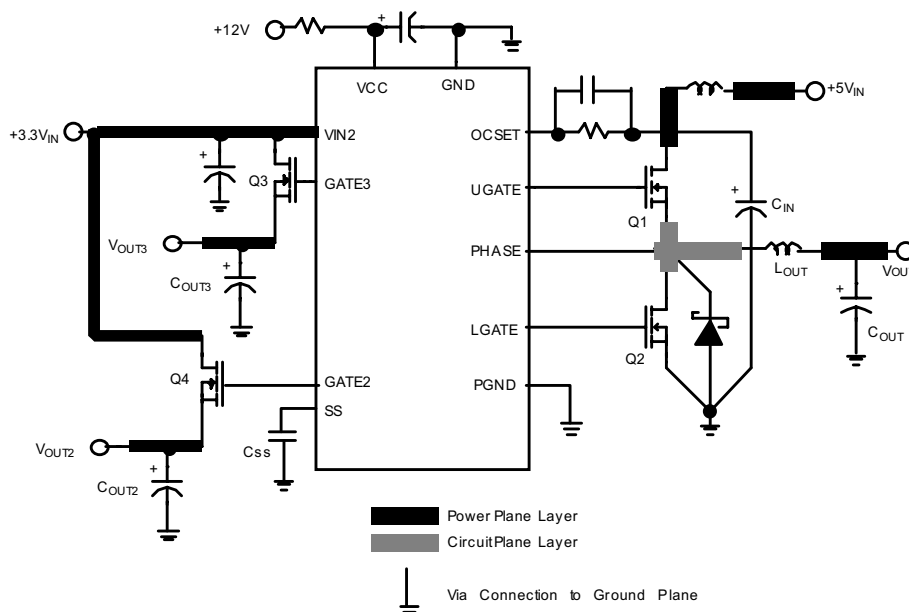 +12V
VCC
GND
+5VIN
+3.3VIN
VIN2
OCSET
Q3
GATE3
UGATE
Q1
CIN
VOUT3
PHASE
COUT3
LOUT
VOU
LGATE
Q2
COUT
Q4
GATE2
PGND
SS
VOUT2
Css
COUT2
Power Plane Layer
Circuit Plane Layer
Via Connection to Ground Plane